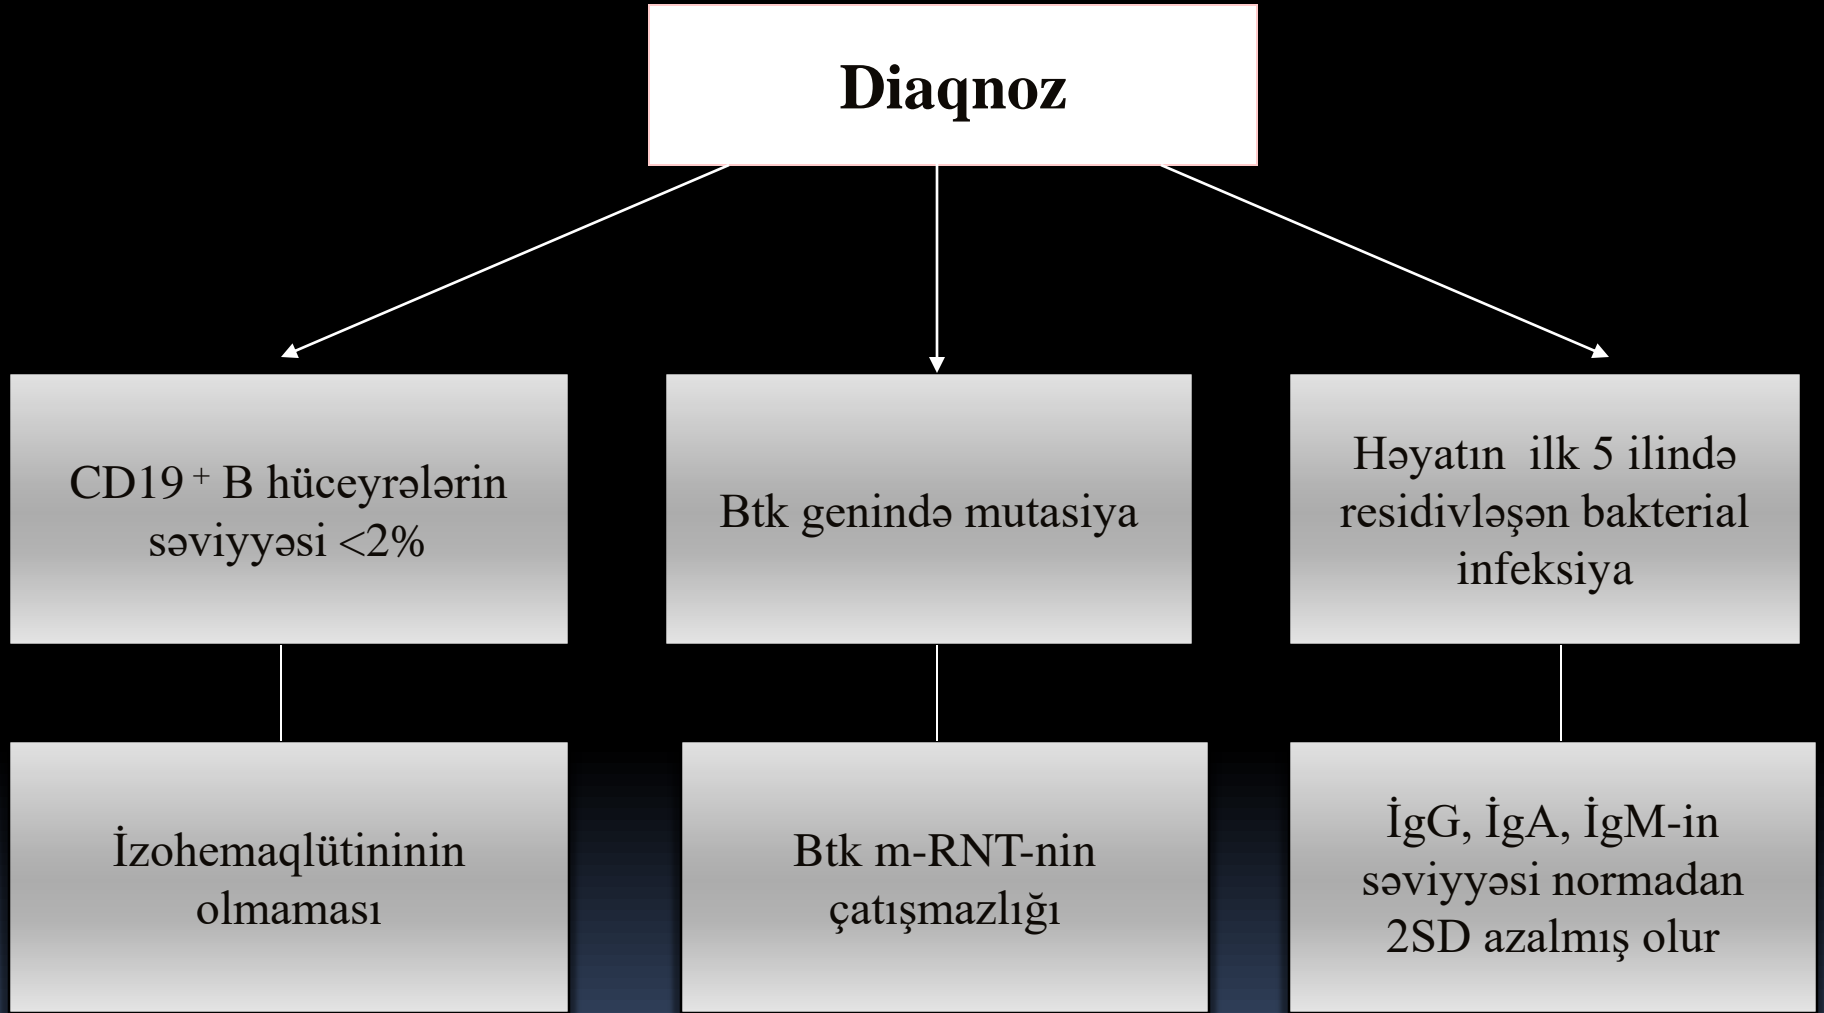 Diaqnoz
CD19 + B hüceyrələrin
səviyyəsi <2%
Btk genində mutasiya
Həyatın ilk 5 ilində
residivləşən bakterial
infeksiya
İzohemaqlütininin
olmaması
Btk m-RNT-nin
çatışmazlığı
İgG, İgA, İgM-in
səviyyəsi normadan
2SD azalmış olur